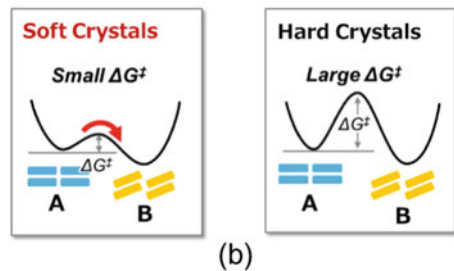 Soft Crystals
Small ΔG‡
ΔG‡
A
B
Hard Crystals
Large ΔG‡
ΔG‡
A
B
(b)